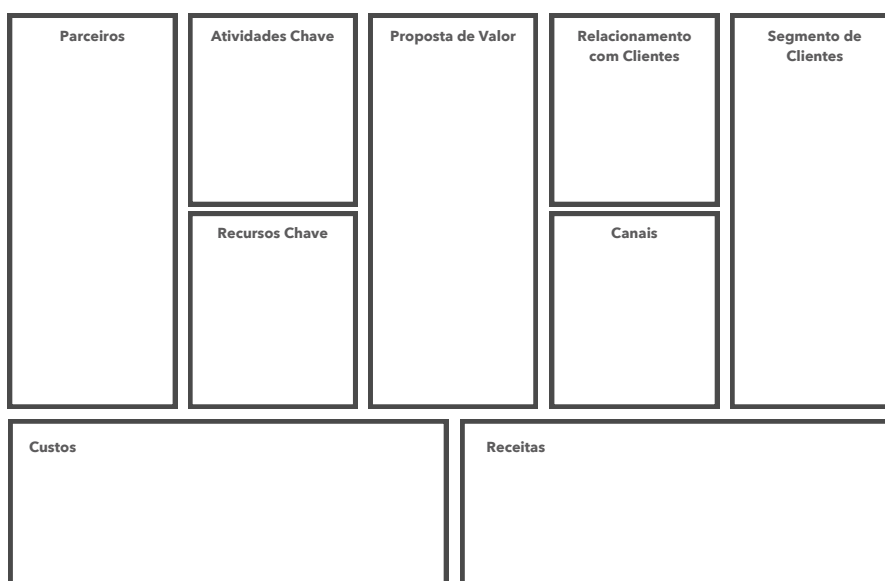 Parceiros
Atividades Chave
Proposta de Valor
Relacionamento
com Clientes
Segmento de
Clientes
Recursos Chave
Canais
Custos
Receitas